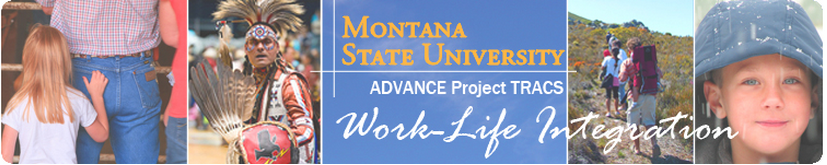 MONTANA
STATE UNIVERSITY
ADVANCE Project TRACS
Work-Life Integration